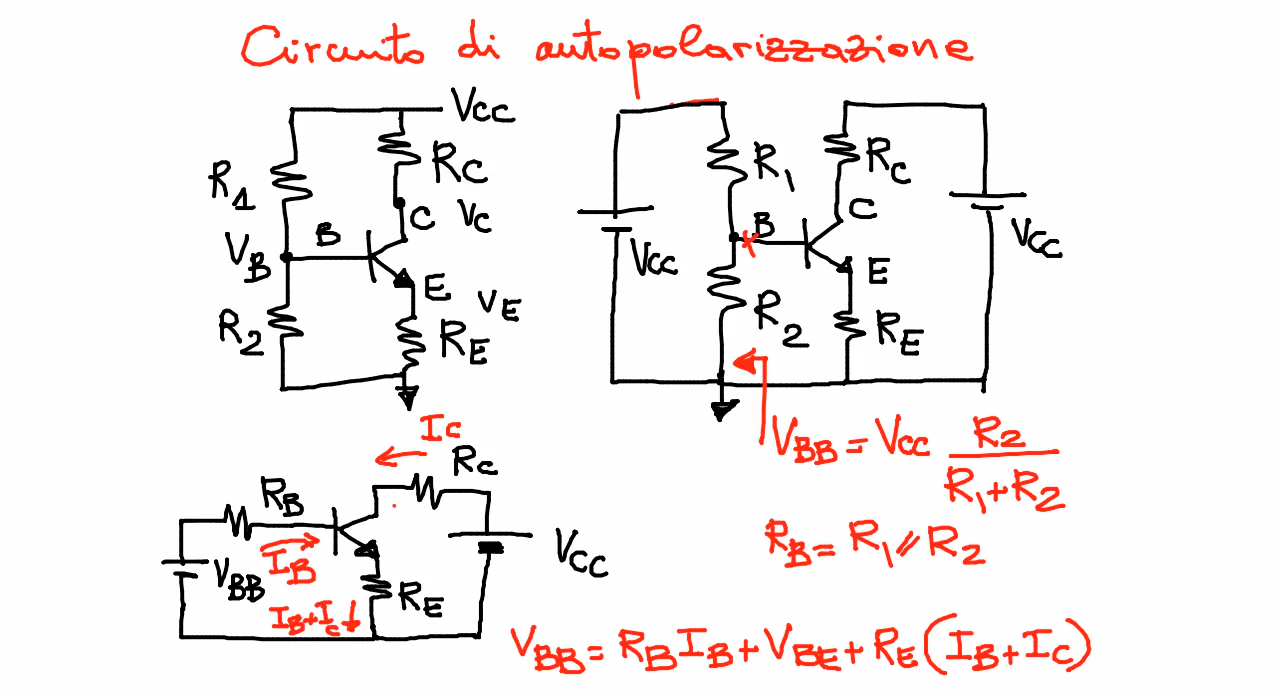 Circuito di autopolarizzazione
VCC
R1
RC
C
VC
VB
B
E
VE
R2
RE
R1
RC
B
C
VCC
VCC
E
R2
RE
VBB = VCC R2 / R1 + R2
RB = R1 // R2
IC
RC
RB
IB
VBB
VCC
RE
IB+IC
VBB = RB IB + VBE + RE (IB + IC)